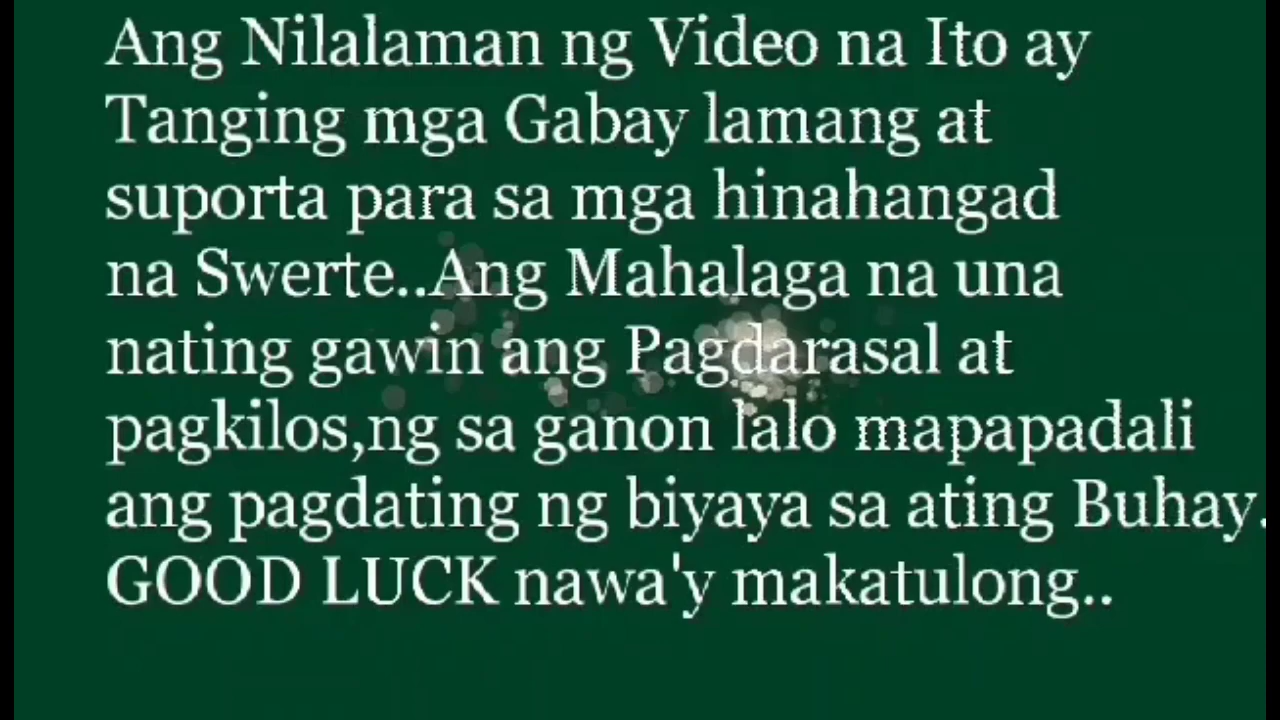 Ang Nilalaman ng Video na Ito ay
Tanging mga Gabay lamang at
suporta para sa mga hinahangad
na Swerte..Ang Mahalaga na una
nating gawin ang Pagdarasal at
pagkilos,ng sa ganon lalo mapapadali
ang pagdating ng biyaya sa ating Buhay.
GOOD LUCK nawa'y makatulong..